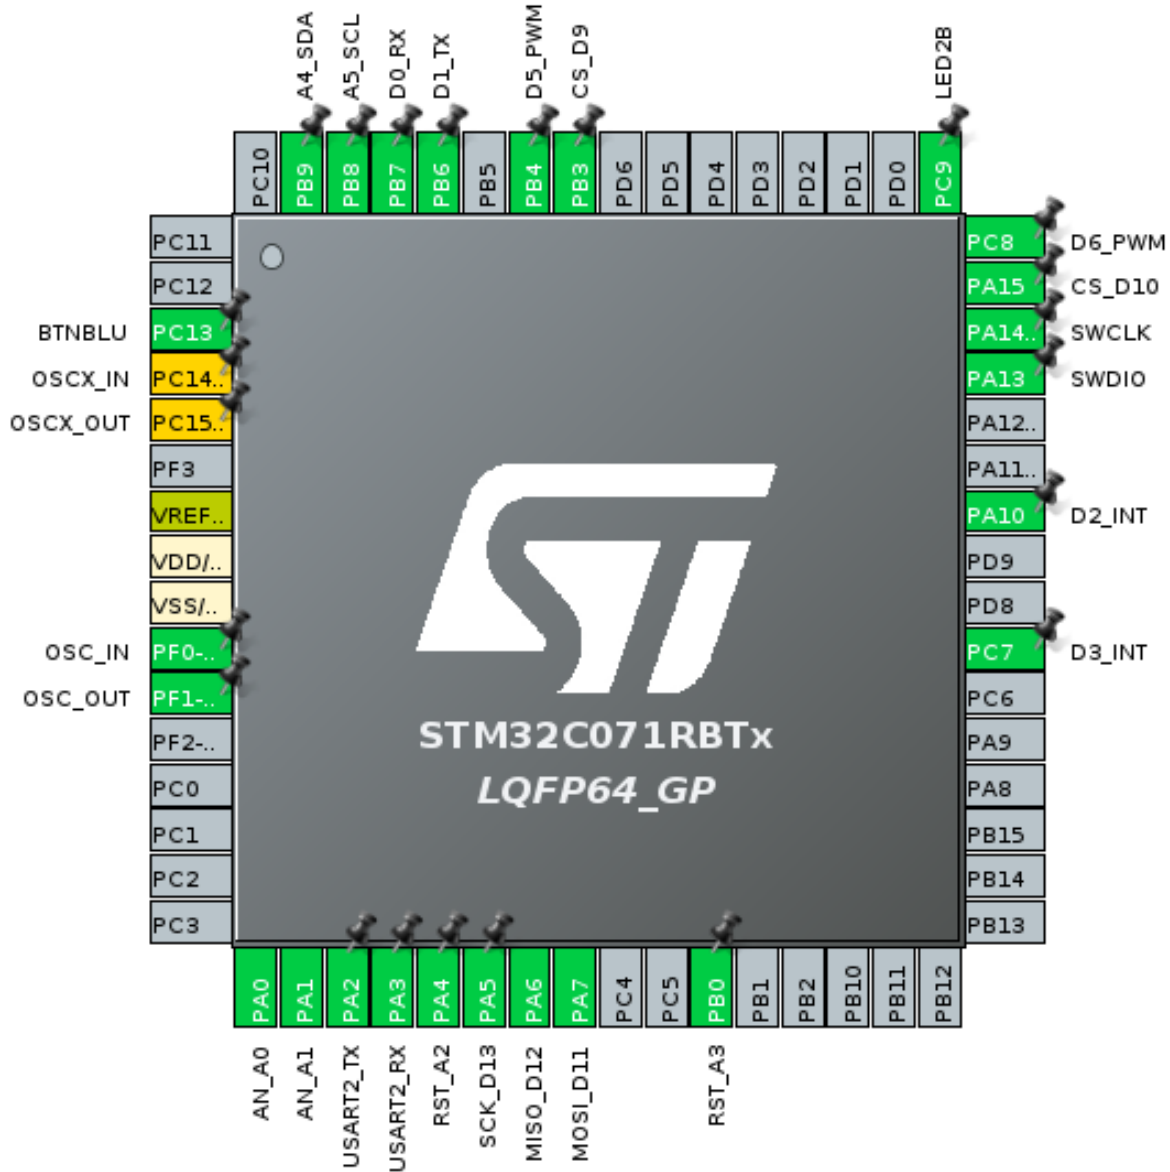 A4_SDA
A5_SCL
D0_RX
D1_TX
D5_PWM
CS_D9
LED2B
PC10
PB9
PB8
PB7
PB6
PB5
PB4
PB3
PD6
PD5
PD4
PD3
PD2
PD1
PD0
PC9
PC11
PC12
BTNBLU PC13
OSCX_IN PC14..
OSCX_OUT PC15..
PF3
VREF..
VDD/..
VSS/..
OSC_IN PF0-..
OSC_OUT PF1-..
PF2-..
PC0
PC1
PC2
PC3
ST
STM32C071RBTx
LQFP64_GP
PC8 D6_PWM
PA15 CS_D10
PA14.. SWCLK
PA13 SWDIO
PA12..
PA11..
PA10 D2_INT
PD9
PD8
PC7 D3_INT
PC6
PA9
PA8
PB15
PB14
PB13
PA0
PA1
PA2
PA3
PA4
PA5
PA6
PA7
PC4
PC5
PB0
PB1
PB2
PB10
PB11
PB12
AN_A0
AN_A1
USART2_TX
USART2_RX
RST_A2
SCK_D13
MISO_D12
MOSI_D11
RST_A3